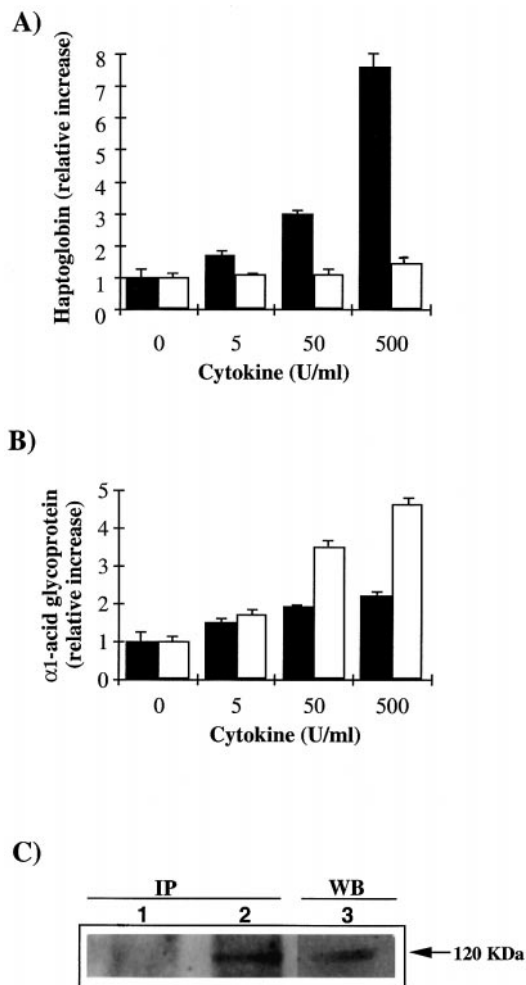 A)
Haptoglobin (relative increase)
8
7
6
5
4
3
2
1
0
0 5 50 500
Cytokine (U/ml)
B)
α1-acid glycoprotein
(relative increase)
5
4
3
2
1
0
0 5 50 500
Cytokine (U/ml)
C)
IP WB
1 2 3
120 KDa